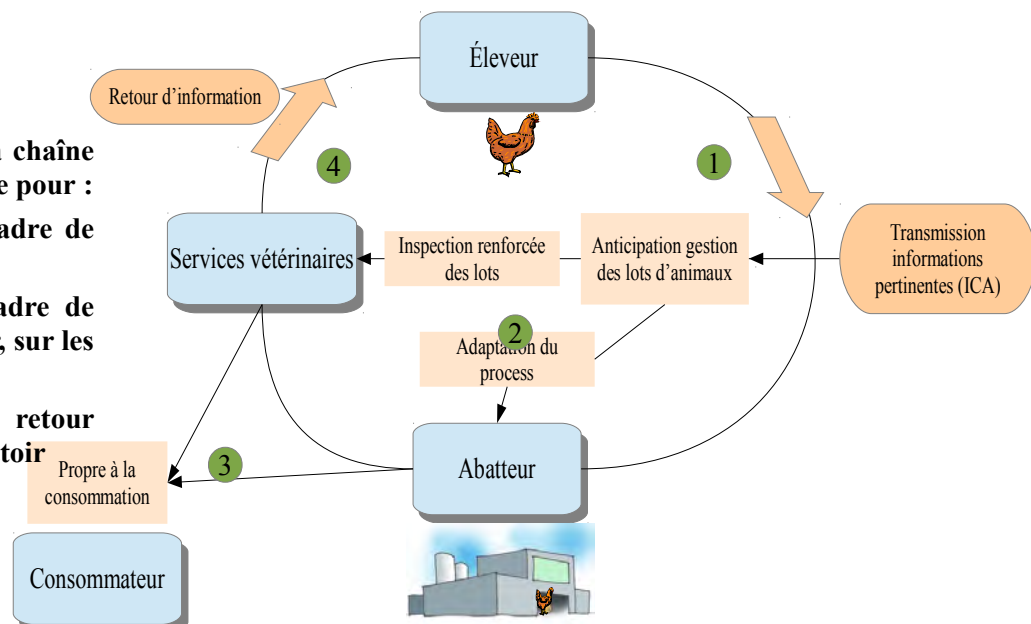 Éleveur
Retour d'information
4
1
chaîne
e pour :
adre de
adre de
, sur les
retour
toir
Services vétérinaires
Inspection renforcée
des lots
Anticipation gestion
des lots d'animaux
Transmission
informations
pertinentes (ICA)
2
Adaptation du
process
3
Propre à la
consommation
Abatteur
Consommateur